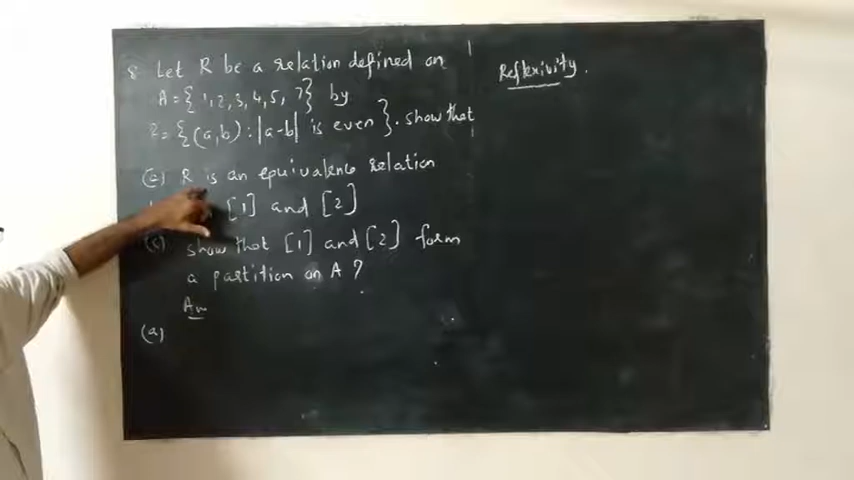 8 Let R be a relation defined on
A = { 1, 2, 3, 4, 5, 7} by
R = {(a, b) : |a-b| is even }. show that
(a) R is an equivalence relation
[1] and [2]
(c) show that [1] and [2] form
a partition on A ?
An
(a)
Reflexivity.